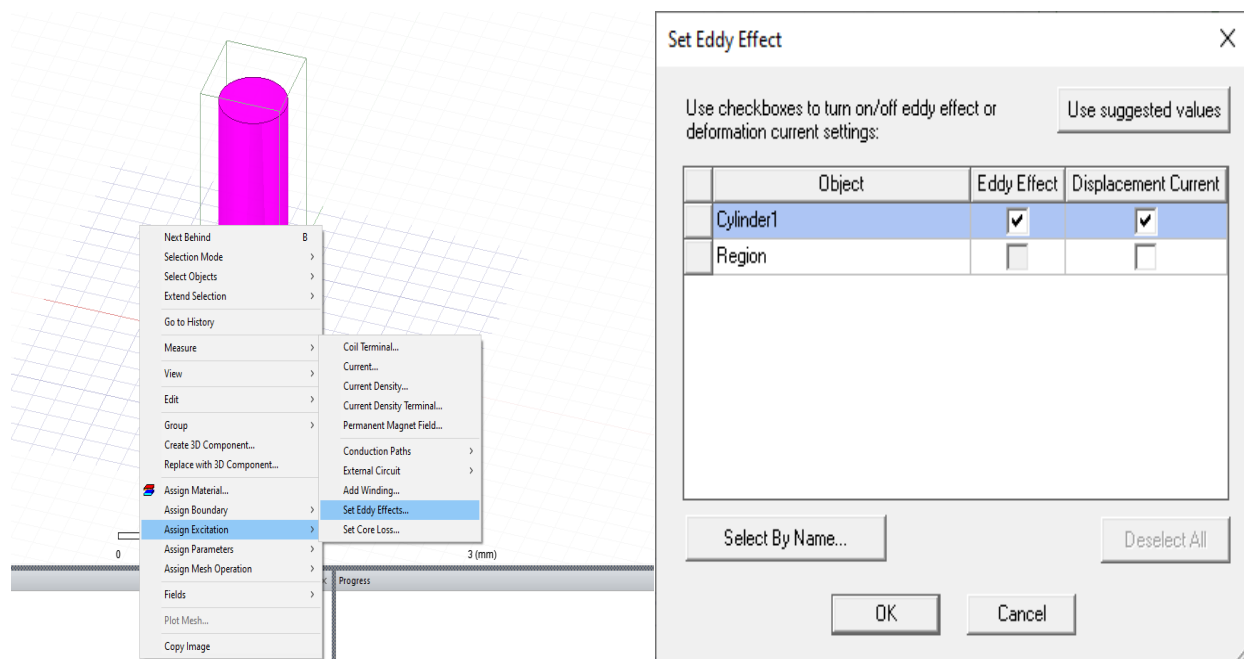 Next Behind B
Selection Mode >
Select Objects >
Extend Selection >
Go to History
Measure >
View >
Edit >
Group >
Create 3D Component...
Replace with 3D Component...
Assign Material...
Assign Boundary >
Assign Excitation >
Assign Parameters >
Assign Mesh Operation >
Fields >
Plot Mesh...
Copy Image
Coil Terminal...
Current...
Current Density...
Current Density Terminal...
Permanent Magnet Field...
Conduction Paths >
External Circuit >
Add Winding...
Set Eddy Effects...
Set Core Loss...
0
3 (mm)
Progress
Set Eddy Effect
Use checkboxes to turn on/off eddy effect or
deformation current settings:
Use suggested values
Object Eddy Effect Displacement Current
Cylinder1
Region
Select By Name...
Deselect All
OK
Cancel